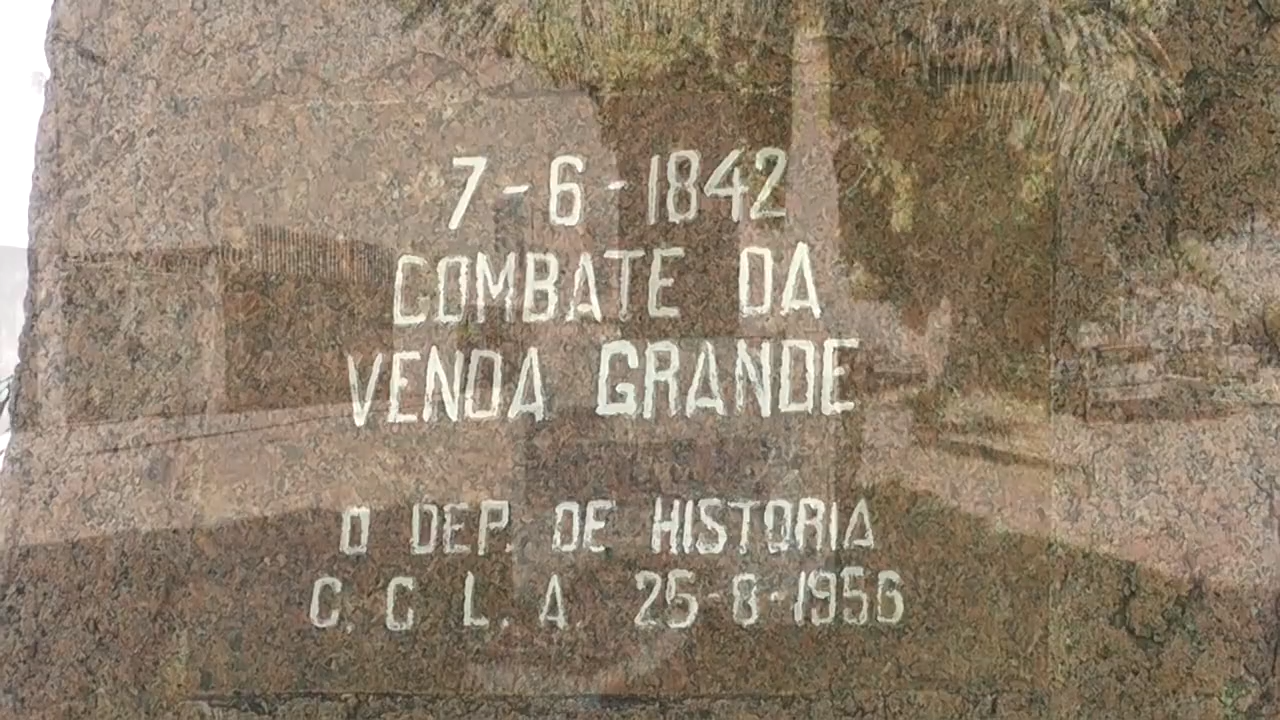 7-6-1842
COMBATE DA
VENDA GRANDE
O DEP. DE HISTORIA
C. C. L. A. 25-8-1956